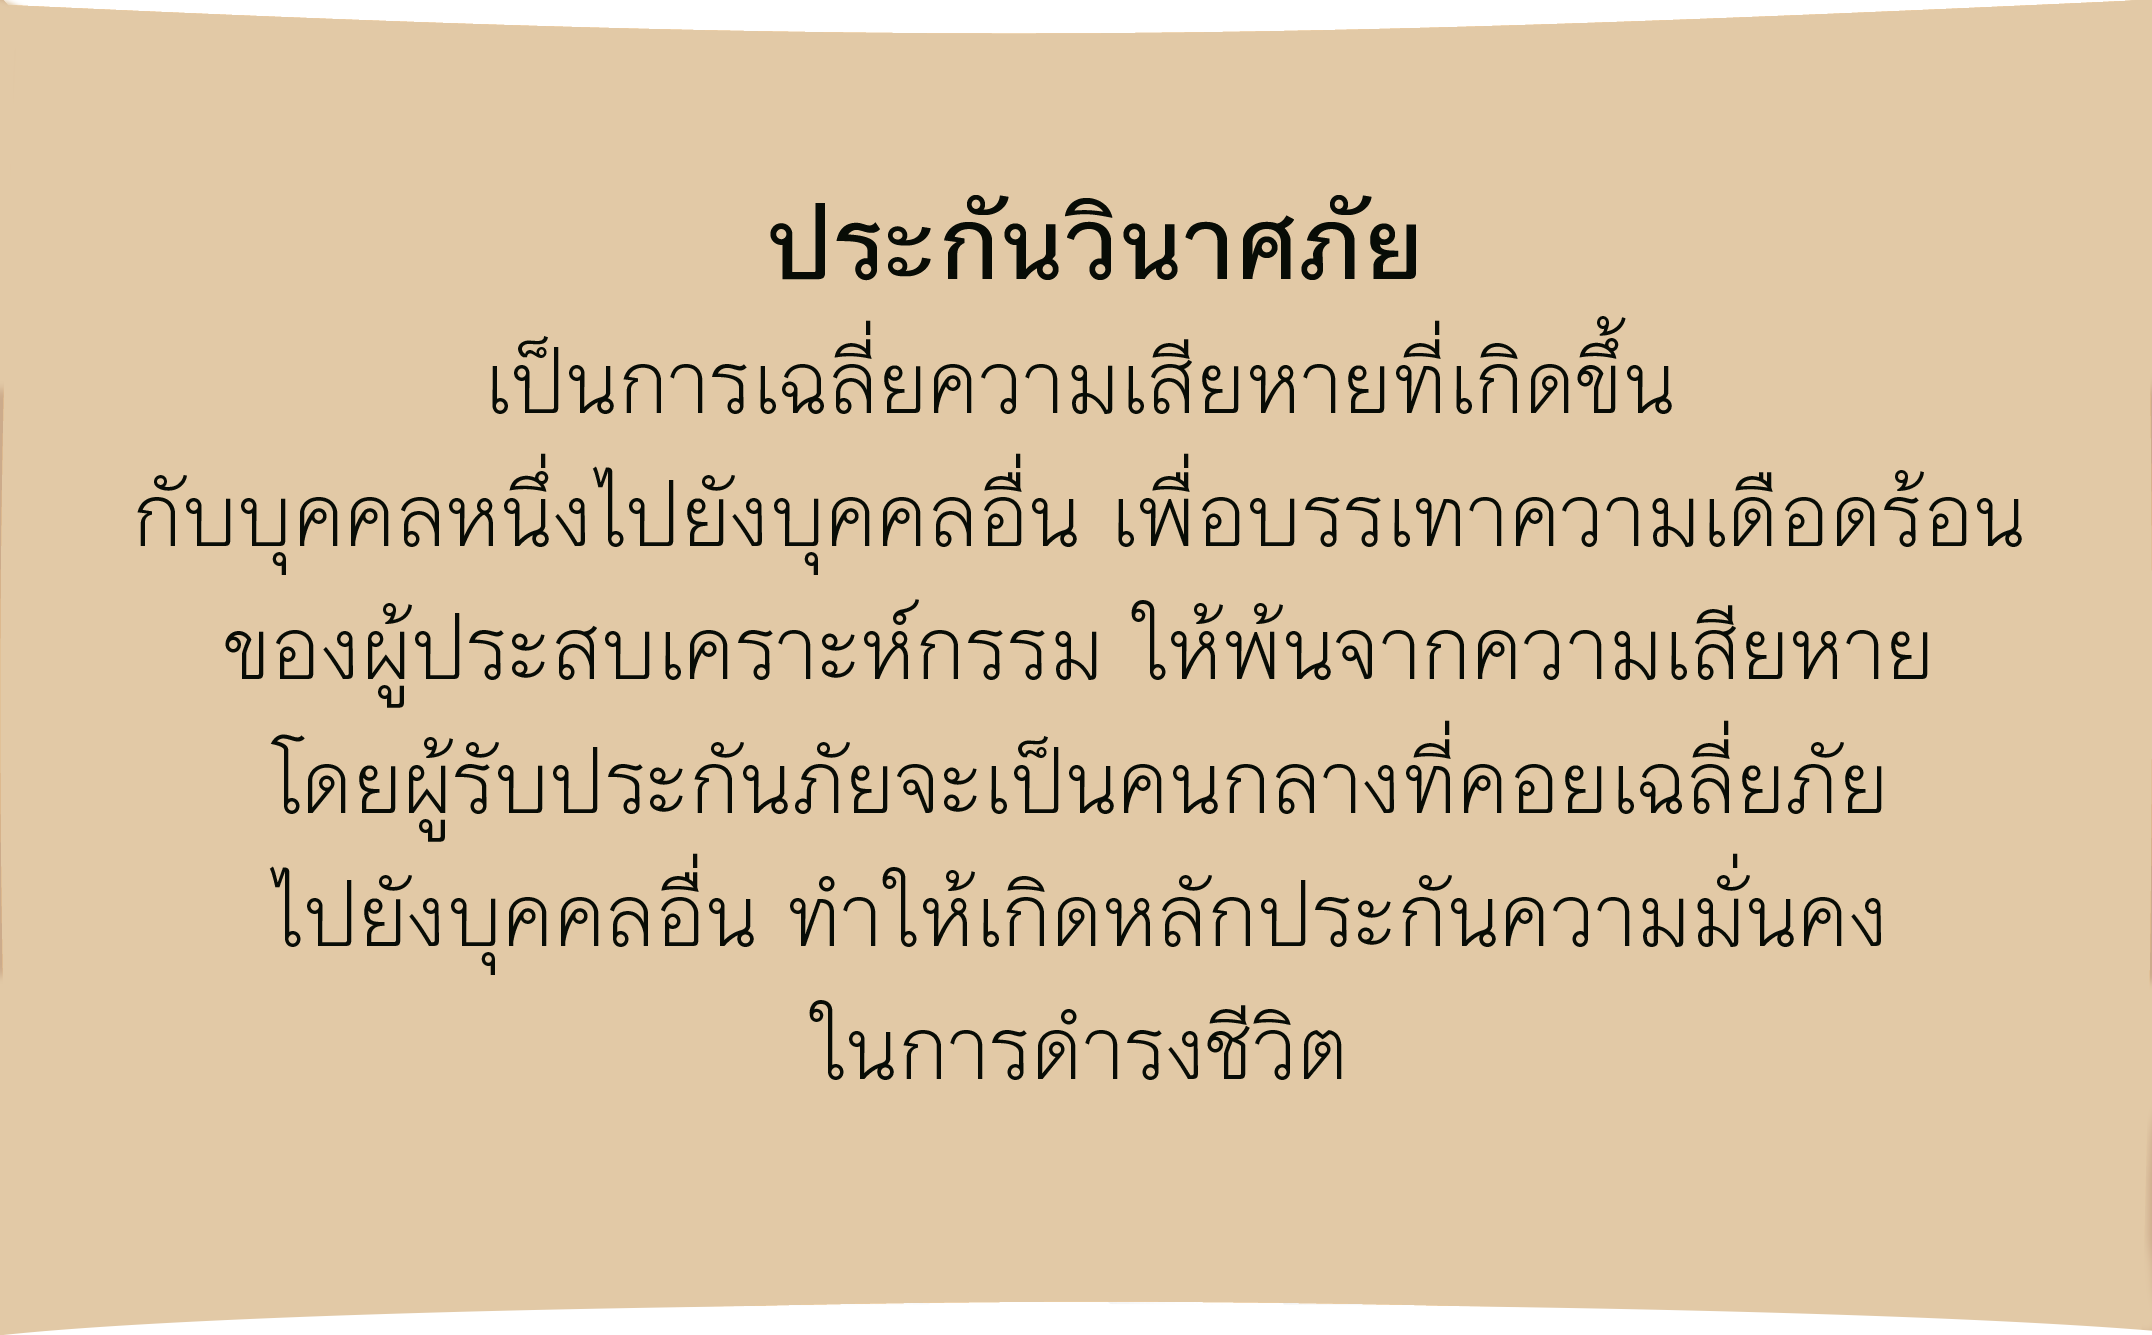 ประกันวินาศภัย
เป็นการเฉลี่ยความเสียหายที่เกิดขึ้น
กับบุคคลหนึ่งไปยังบุคคลอื่น เพื่อบรรเทาความเดือดร้อน
ของผู้ประสบเคราะห์กรรม ให้พ้นจากความเสียหาย
โดยผู้รับประกันภัยจะเป็นคนกลางที่คอยเฉลี่ยภัย
ไปยังบุคคลอื่น ทำให้เกิดหลักประกันความมั่นคง
ในการดำรงชีวิต